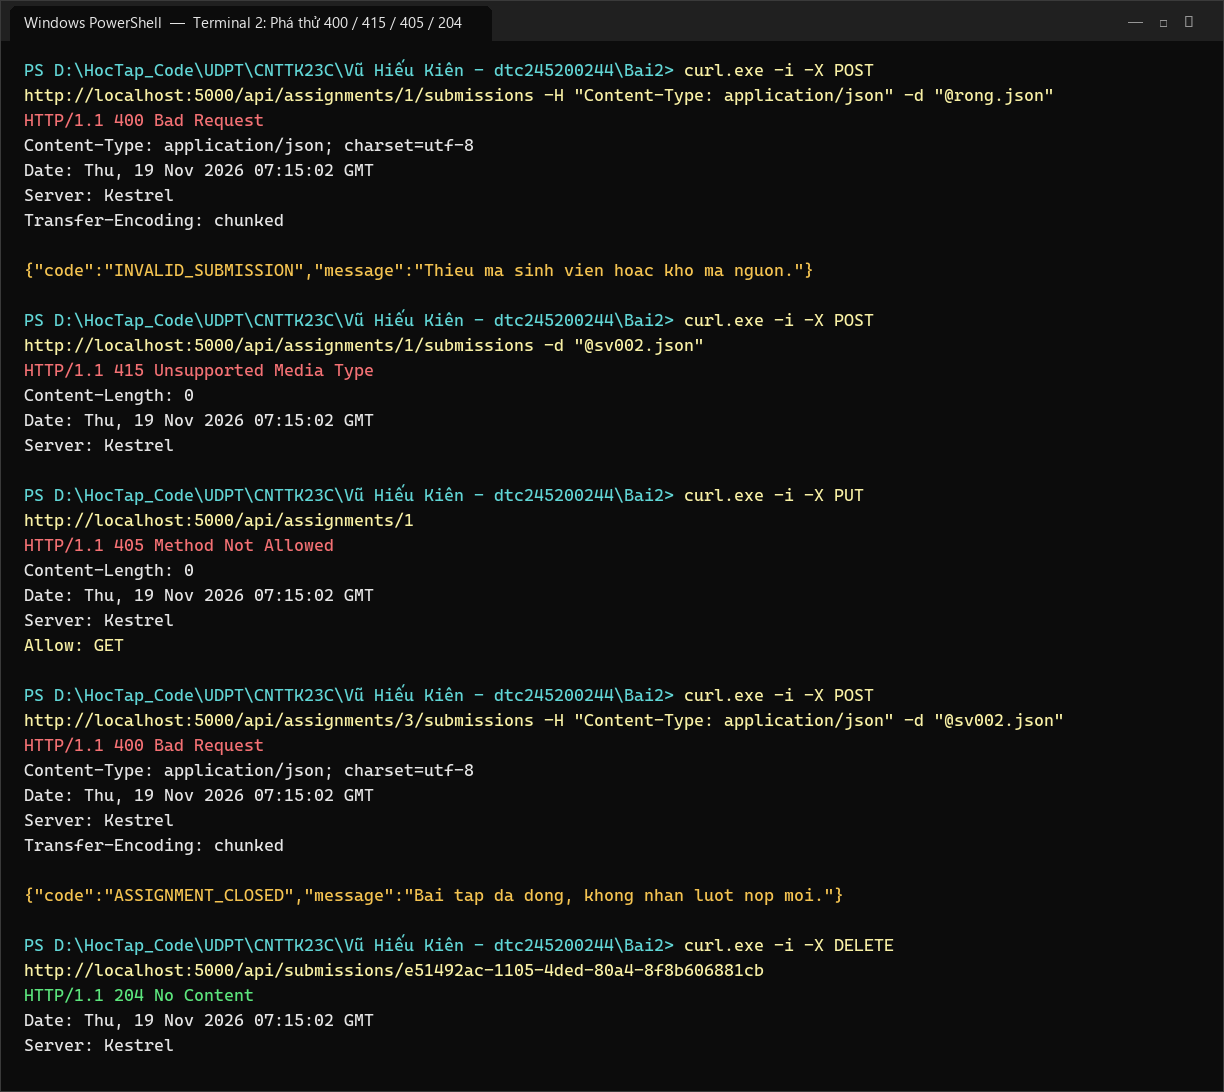 Windows PowerShell — Terminal 2: Phá thử 400 / 415 / 405 / 204
PS D:\HocTap_Code\UDPT\CNTTK23C\Vũ Hiếu Kiên - dtc245200244\Bai2> curl.exe -i -X POST
http://localhost:5000/api/assignments/1/submissions -H "Content-Type: application/json" -d "@rong.json"
HTTP/1.1 400 Bad Request
Content-Type: application/json; charset=utf-8
Date: Thu, 19 Nov 2026 07:15:02 GMT
Server: Kestrel
Transfer-Encoding: chunked
{"code":"INVALID_SUBMISSION","message":"Thieu ma sinh vien hoac kho ma nguon."}
PS D:\HocTap_Code\UDPT\CNTTK23C\Vũ Hiếu Kiên - dtc245200244\Bai2> curl.exe -i -X POST
http://localhost:5000/api/assignments/1/submissions -d "@sv002.json"
HTTP/1.1 415 Unsupported Media Type
Content-Length: 0
Date: Thu, 19 Nov 2026 07:15:02 GMT
Server: Kestrel
PS D:\HocTap_Code\UDPT\CNTTK23C\Vũ Hiếu Kiên - dtc245200244\Bai2> curl.exe -i -X PUT
http://localhost:5000/api/assignments/1
HTTP/1.1 405 Method Not Allowed
Content-Length: 0
Date: Thu, 19 Nov 2026 07:15:02 GMT
Server: Kestrel
Allow: GET
PS D:\HocTap_Code\UDPT\CNTTK23C\Vũ Hiếu Kiên - dtc245200244\Bai2> curl.exe -i -X POST
http://localhost:5000/api/assignments/3/submissions -H "Content-Type: application/json" -d "@sv002.json"
HTTP/1.1 400 Bad Request
Content-Type: application/json; charset=utf-8
Date: Thu, 19 Nov 2026 07:15:02 GMT
Server: Kestrel
Transfer-Encoding: chunked
{"code":"ASSIGNMENT_CLOSED","message":"Bai tap da dong, khong nhan luot nop moi."}
PS D:\HocTap_Code\UDPT\CNTTK23C\Vũ Hiếu Kiên - dtc245200244\Bai2> curl.exe -i -X DELETE
http://localhost:5000/api/submissions/e51492ac-1105-4ded-80a4-8f8b606881cb
HTTP/1.1 204 No Content
Date: Thu, 19 Nov 2026 07:15:02 GMT
Server: Kestrel